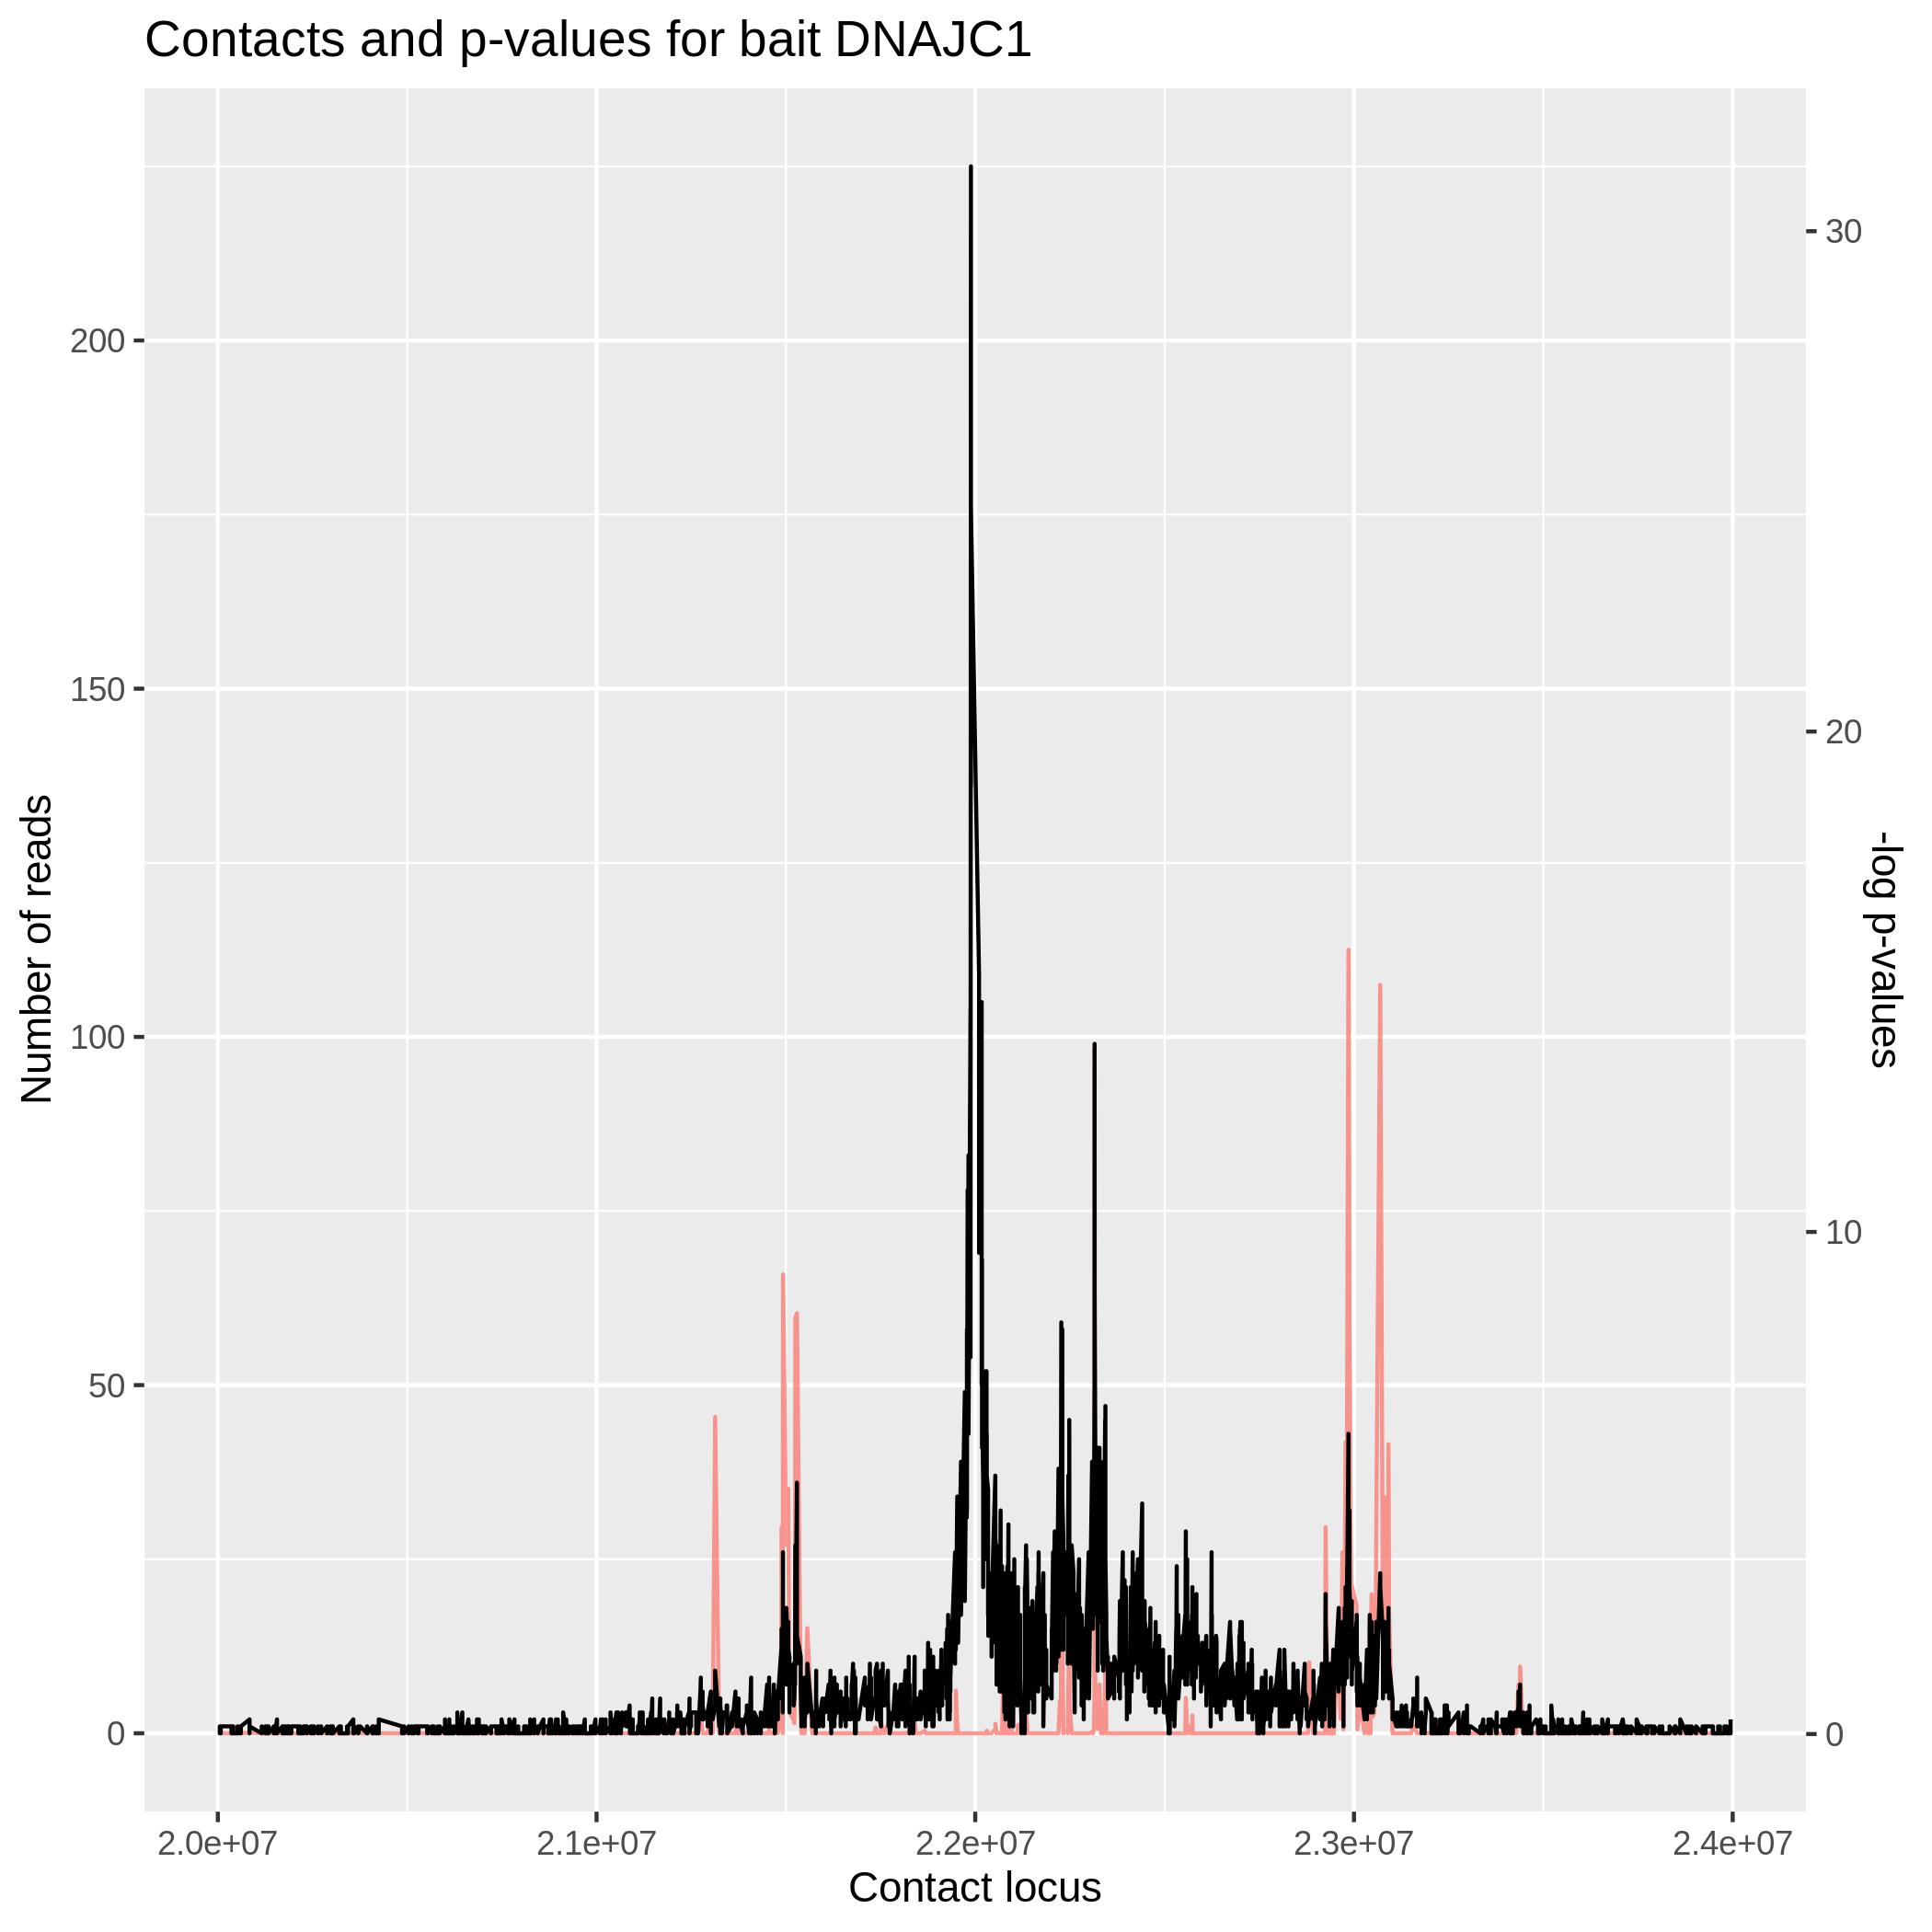 Contacts and p-values for bait DNAJC1
200
150
100
50
0
Number of reads
30
20
10
0
-log p-values
2.0e+07 2.1e+07 2.2e+07 2.3e+07 2.4e+07
Contact locus